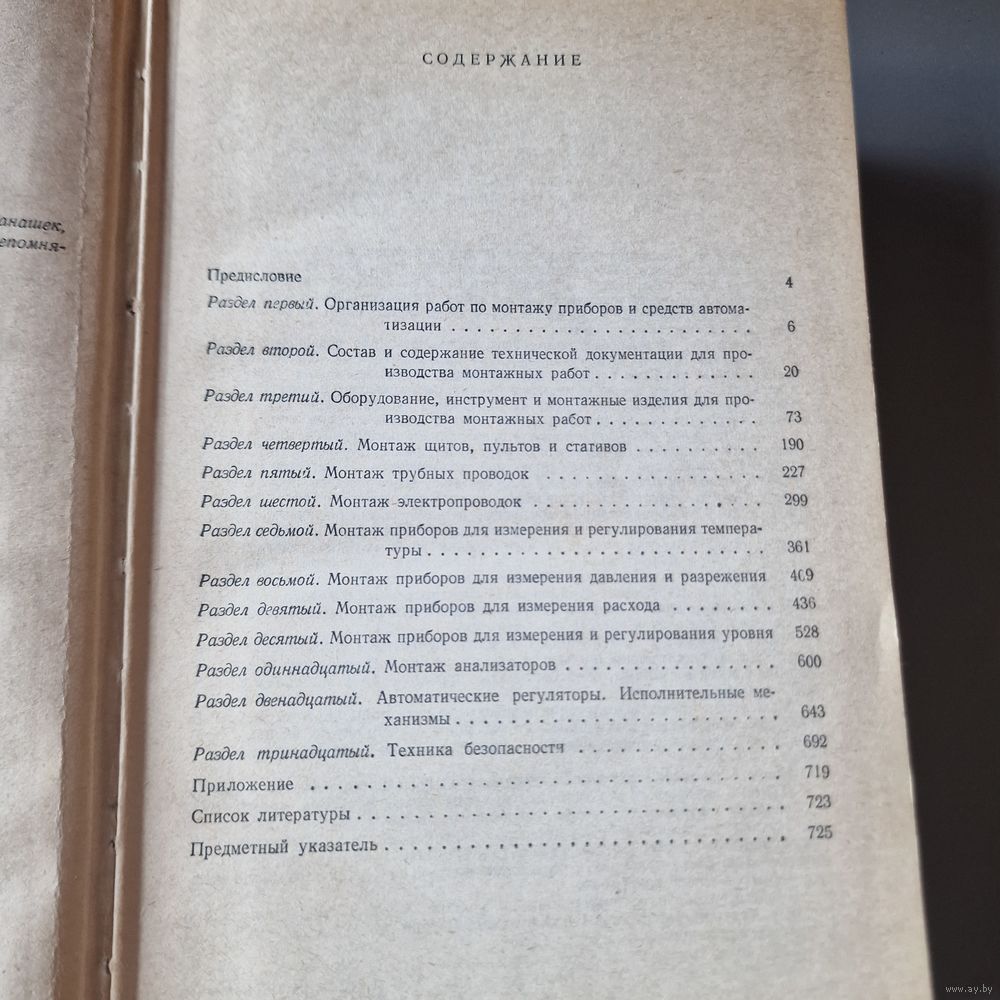 анашек,
епомня-
СОДЕРЖАНИЕ
Предисловие 4
Раздел первый. Организация работ по монтажу приборов и средств автома-
тизации . . . . . . . . . . . . . . . . . . . . . . . . 6
Раздел второй. Состав и содержание технической документации для про-
изводства монтажных работ . . . . . . . . . . . . . 20
Раздел третий. Оборудование, инструмент и монтажные изделия для про-
изводства монтажных работ . . . . . . . . . . . . . 73
Раздел четвертый. Монтаж щитов, пультов и стативов . . . . . . . . . . 190
Раздел пятый. Монтаж трубных проводок . . . . . . . . . . . . . . . . 227
Раздел шестой. Монтаж электропроводок . . . . . . . . . . . . . . . . 299
Раздел седьмой. Монтаж приборов для измерения и регулирования темпера-
туры . . . . . . . . . . . . . . . . . . . . . . . . . 361
Раздел восьмой. Монтаж приборов для измерения давления и разрежения 409
Раздел девятый. Монтаж приборов для измерения расхода . . . . . . . . 436
Раздел десятый. Монтаж приборов для измерения и регулирования уровня 528
Раздел одиннадцатый. Монтаж анализаторов . . . . . . . . . . . . . . . 600
Раздел двенадцатый. Автоматические регуляторы. Исполнительные ме-
ханизмы . . . . . . . . . . . . . . . . . . . . . . . 643
Раздел тринадцатый. Техника безопасности . . . . . . . . . . . . . . . 692
Приложение . . . . . . . . . . . . . . . . . . . . . . . . . . . . . . . 719
Список литературы . . . . . . . . . . . . . . . . . . . . . . . . . . . . 723
Предметный указатель . . . . . . . . . . . . . . . . . . . . . . . . . . 725
www.ay.by